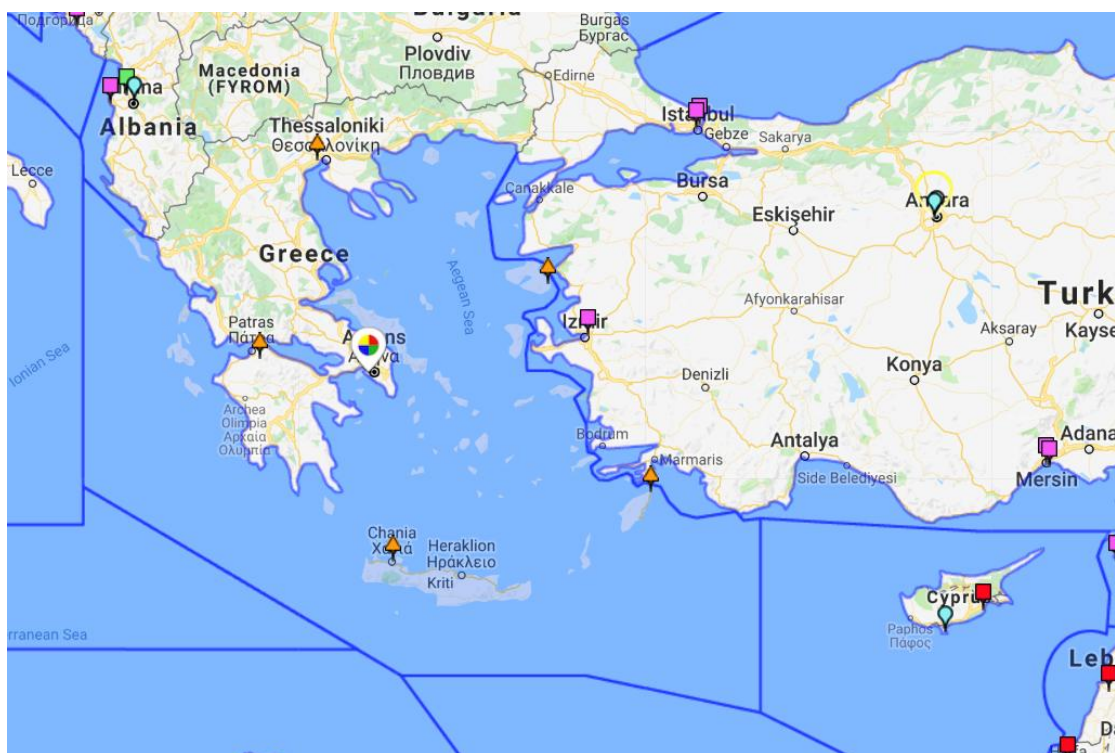 Подгорица
Bulgaria
Burgas
Бургас
Plovdiv
Пловдив
Edirne
Macedonia
(FYROM)
Albania
Istanbul
Gebze
Sakarya
Thessaloniki
Θεσσαλονίκη
Lecce
Canakkale
Bursa
Eskişehir
Ankara
Greece
Aegean Sea
Turk
Afyonkarahisar
Aksaray
Kayse
Patras
Πάτρα
Athens
Αθήνα
Izmir
Ionian Sea
Denizli
Konya
Archea
Olimpia
Αρχαία
Ολυμπία
Bodrum
Marmaris
Antalya
Side Belediyesi
Adana
Mersin
Chania
Χανιά
Heraklion
Ηράκλειο
Kriti
Cyprus
Paphos
Πάφος
rranean Sea
Leb
Da